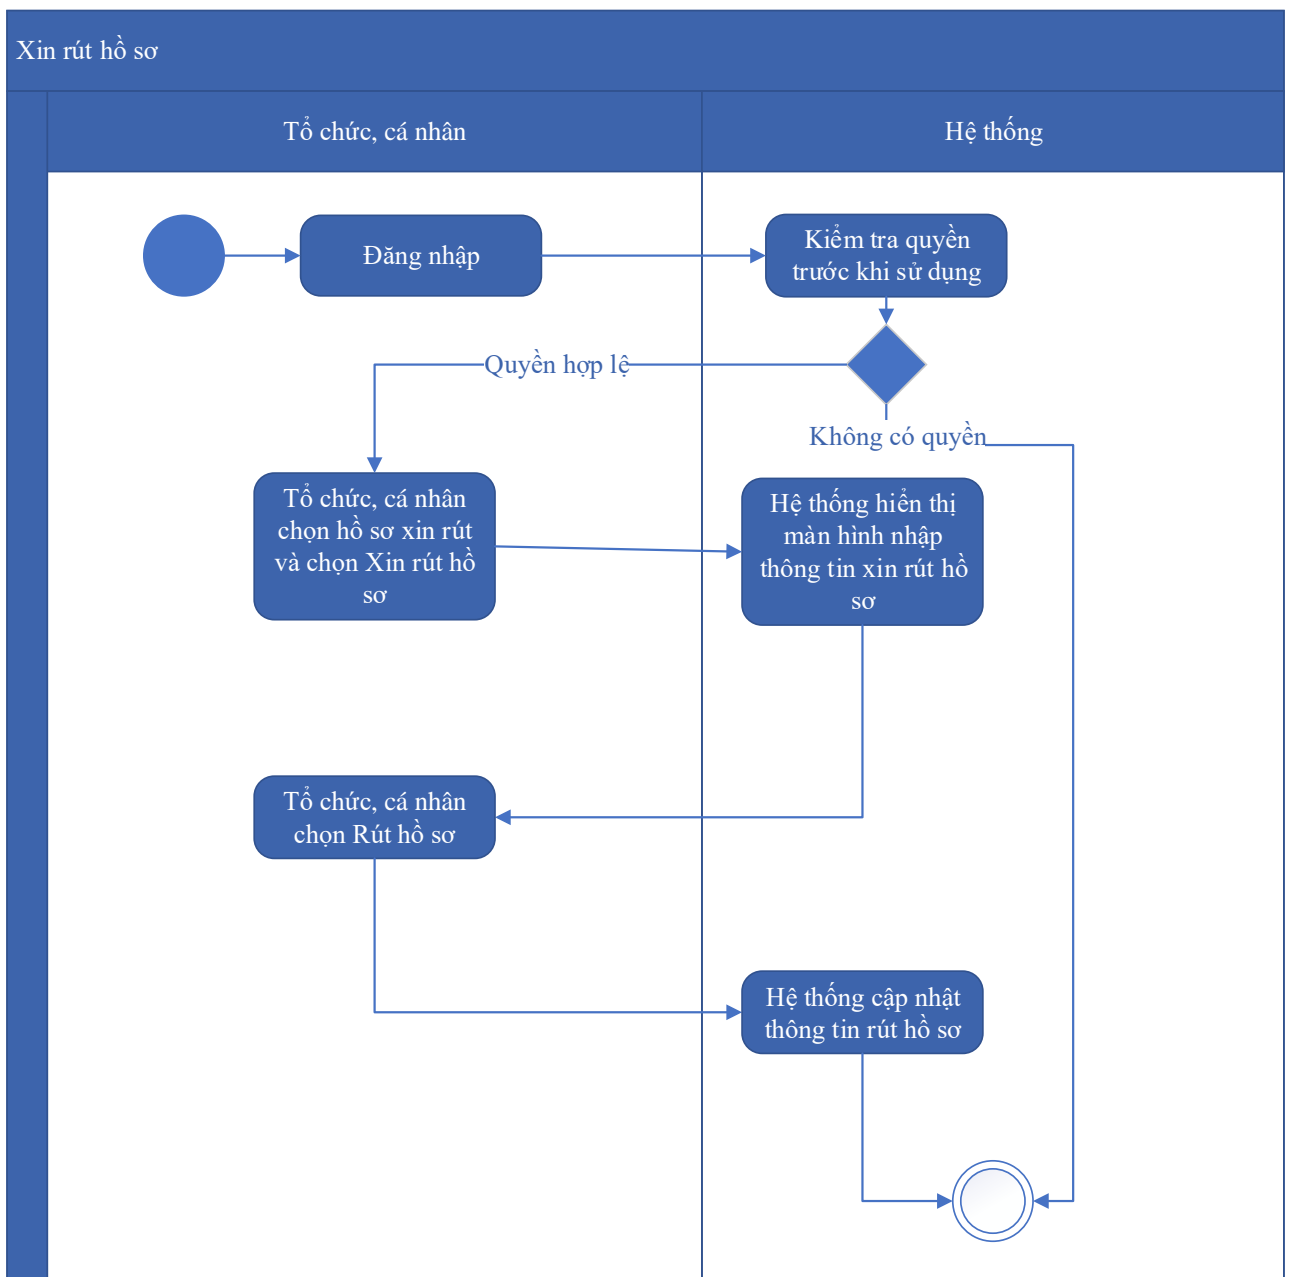 Xin rút hồ sơ
Tổ chức, cá nhân
Hệ thống
Đăng nhập
Kiểm tra quyền
trước khi sử dụng
Quyền hợp lệ
Không có quyền
Tổ chức, cá nhân
chọn hồ sơ xin rút
và chọn Xin rút hồ
sơ
Hệ thống hiển thị
màn hình nhập
thông tin xin rút hồ
sơ
Tổ chức, cá nhân
chọn Rút hồ sơ
Hệ thống cập nhật
thông tin rút hồ sơ